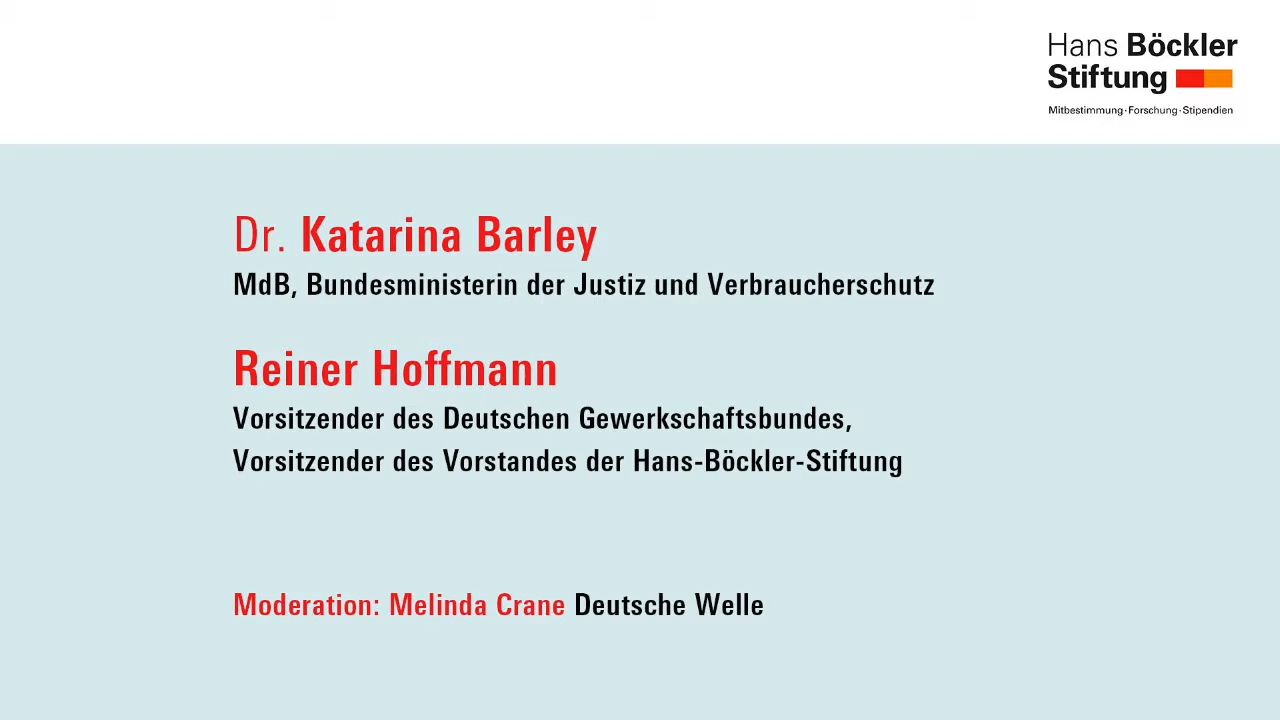 Hans Böckler
Stiftung
Mitbestimmung·Forschung·Stipendien
Dr. Katarina Barley
MdB, Bundesministerin der Justiz und Verbraucherschutz
Reiner Hoffmann
Vorsitzender des Deutschen Gewerkschaftsbundes,
Vorsitzender des Vorstandes der Hans-Böckler-Stiftung
Moderation: Melinda Crane Deutsche Welle